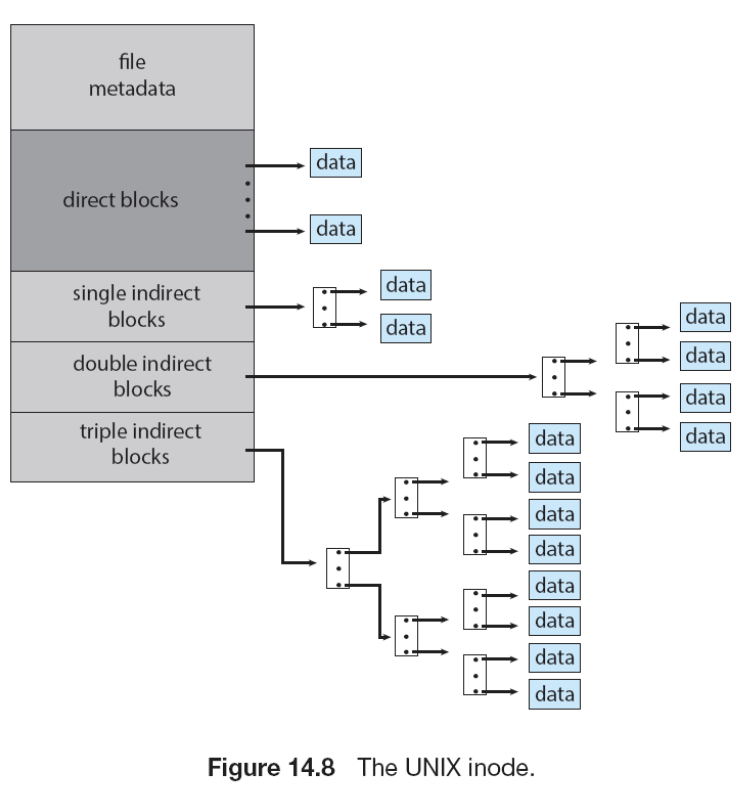 file
metadata
direct blocks
data
data
single indirect
blocks
data
data
double indirect
blocks
data
data
data
data
triple indirect
blocks
data
data
data
data
data
data
data
data
Figure 14.8 The UNIX inode.